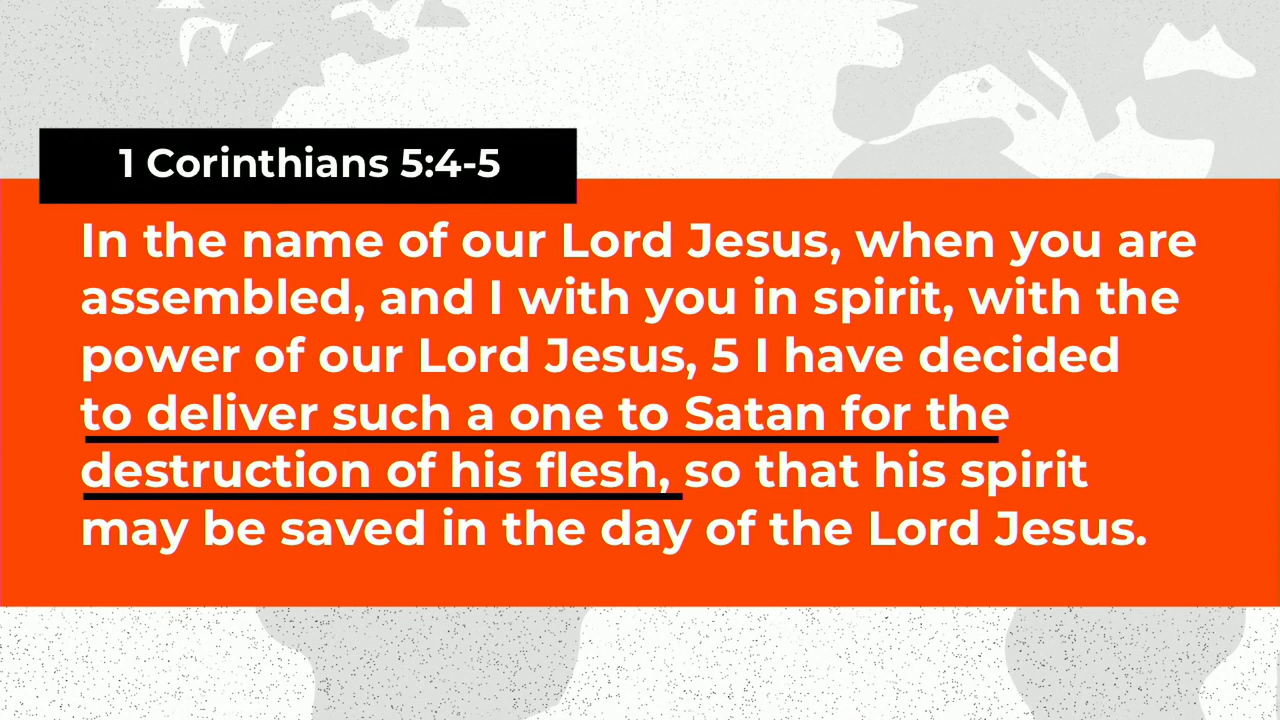 1 Corinthians 5:4-5
In the name of our Lord Jesus, when you are
assembled, and I with you in spirit, with the
power of our Lord Jesus, 5 I have decided
to deliver such a one to Satan for the
destruction of his flesh, so that his spirit
may be saved in the day of the Lord Jesus.